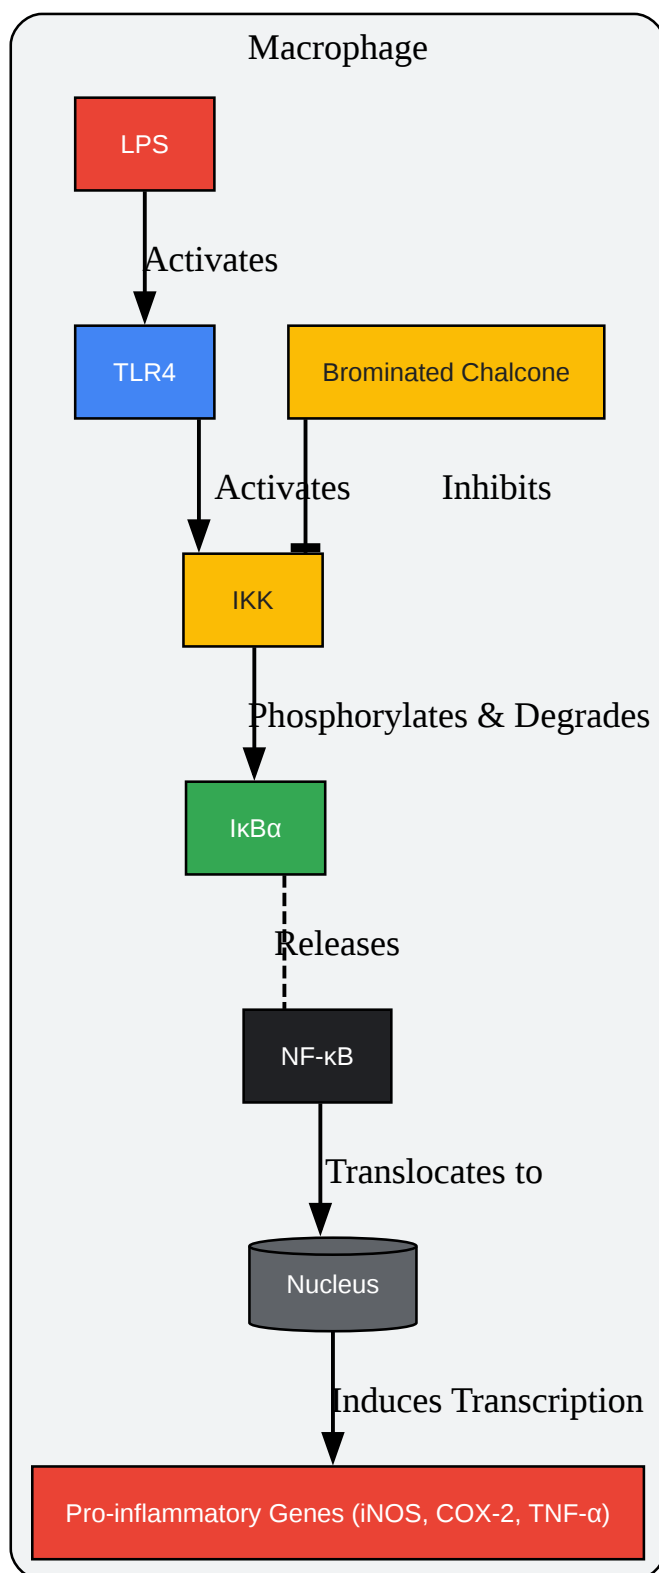 Macrophage
LPS
Activates
TLR4
Brominated Chalcone
Activates
Inhibits
IKK
Phosphorylates & Degrades
IκBα
Releases
NF-κB
Translocates to
Nucleus
Induces Transcription
Pro-inflammatory Genes (iNOS, COX-2, TNF-α)